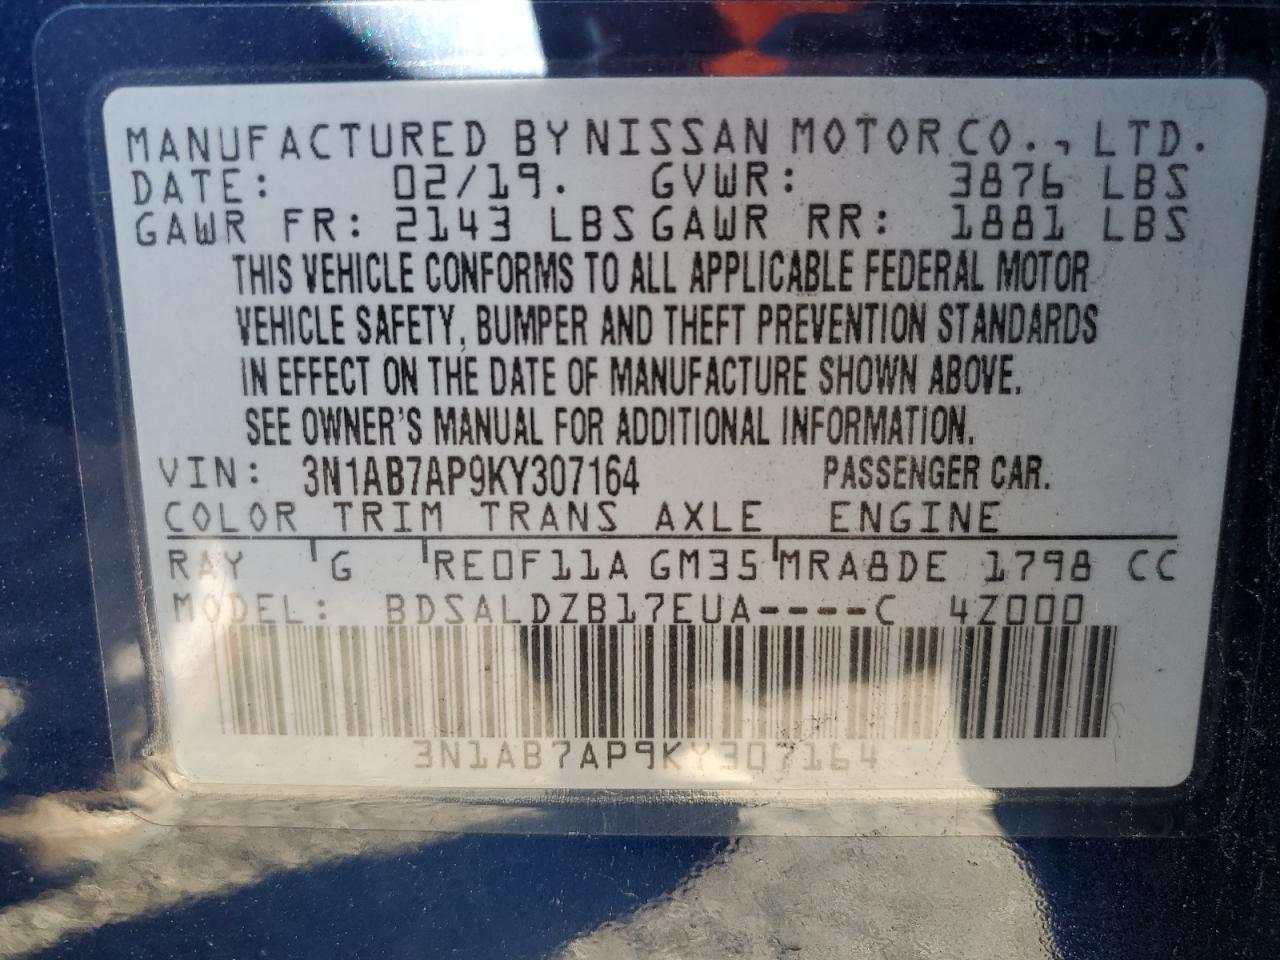 MANUFACTURED BY NISSAN MOTOR CO., LTD.
DATE: 02/19. GVWR: 3876 LBS
GAWR FR: 2143 LBS GAWR RR: 1881 LBS
THIS VEHICLE CONFORMS TO ALL APPLICABLE FEDERAL MOTOR
VEHICLE SAFETY, BUMPER AND THEFT PREVENTION STANDARDS
IN EFFECT ON THE DATE OF MANUFACTURE SHOWN ABOVE.
SEE OWNER'S MANUAL FOR ADDITIONAL INFORMATION.
VIN: 3N1AB7AP9KY307164 PASSENGER CAR.
COLOR TRIM TRANS AXLE ENGINE
RAY G RE0F11A GM35 MRA8DE 1798 CC
MODEL: BDSALDZB17EUA----C 4Z000
3N1AB7AP9KY307164